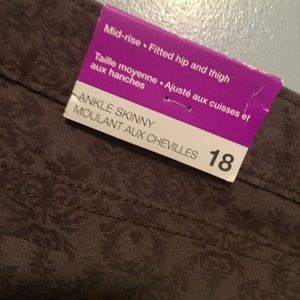 Mid-rise • Fitted hip and thigh
Taille moyenne • Ajusté aux cuisses et
aux hanches
ANKLE SKINNY
MOULANT AUX CHEVILLES
18